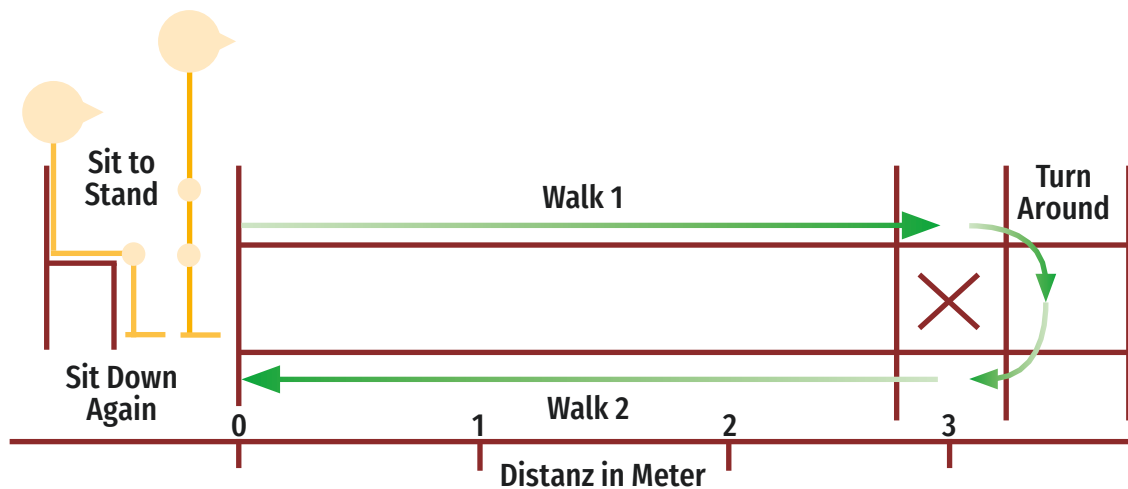 Sit to
Stand
Walk 1
Turn
Around
Sit Down
Again
Walk 2
0 1 2 3
Distanz in Meter